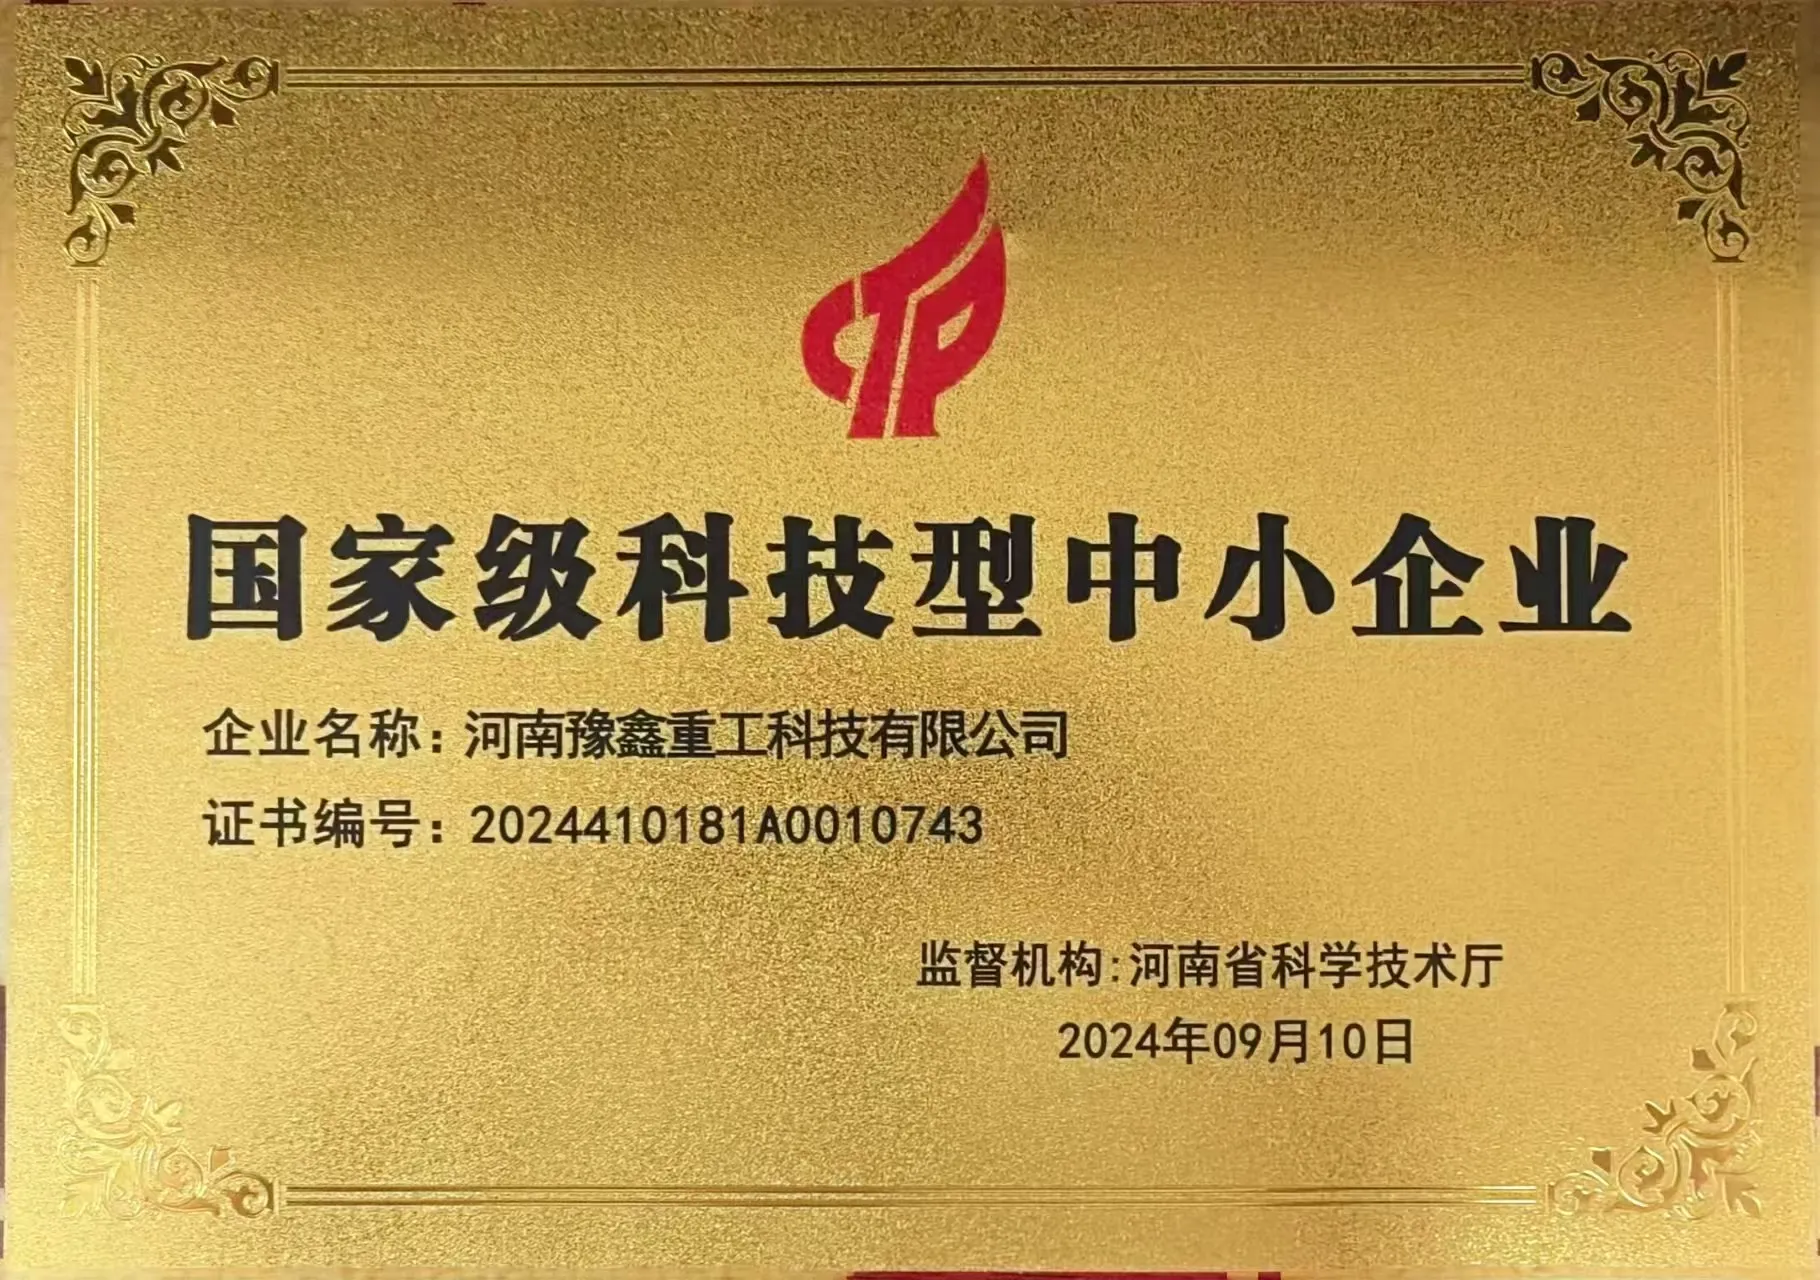 CTP
国家级科技型中小企业
企业名称：河南豫鑫重工科技有限公司
证书编号：2024410181A0010743
监督机构:河南省科学技术厅
2024年09月10日